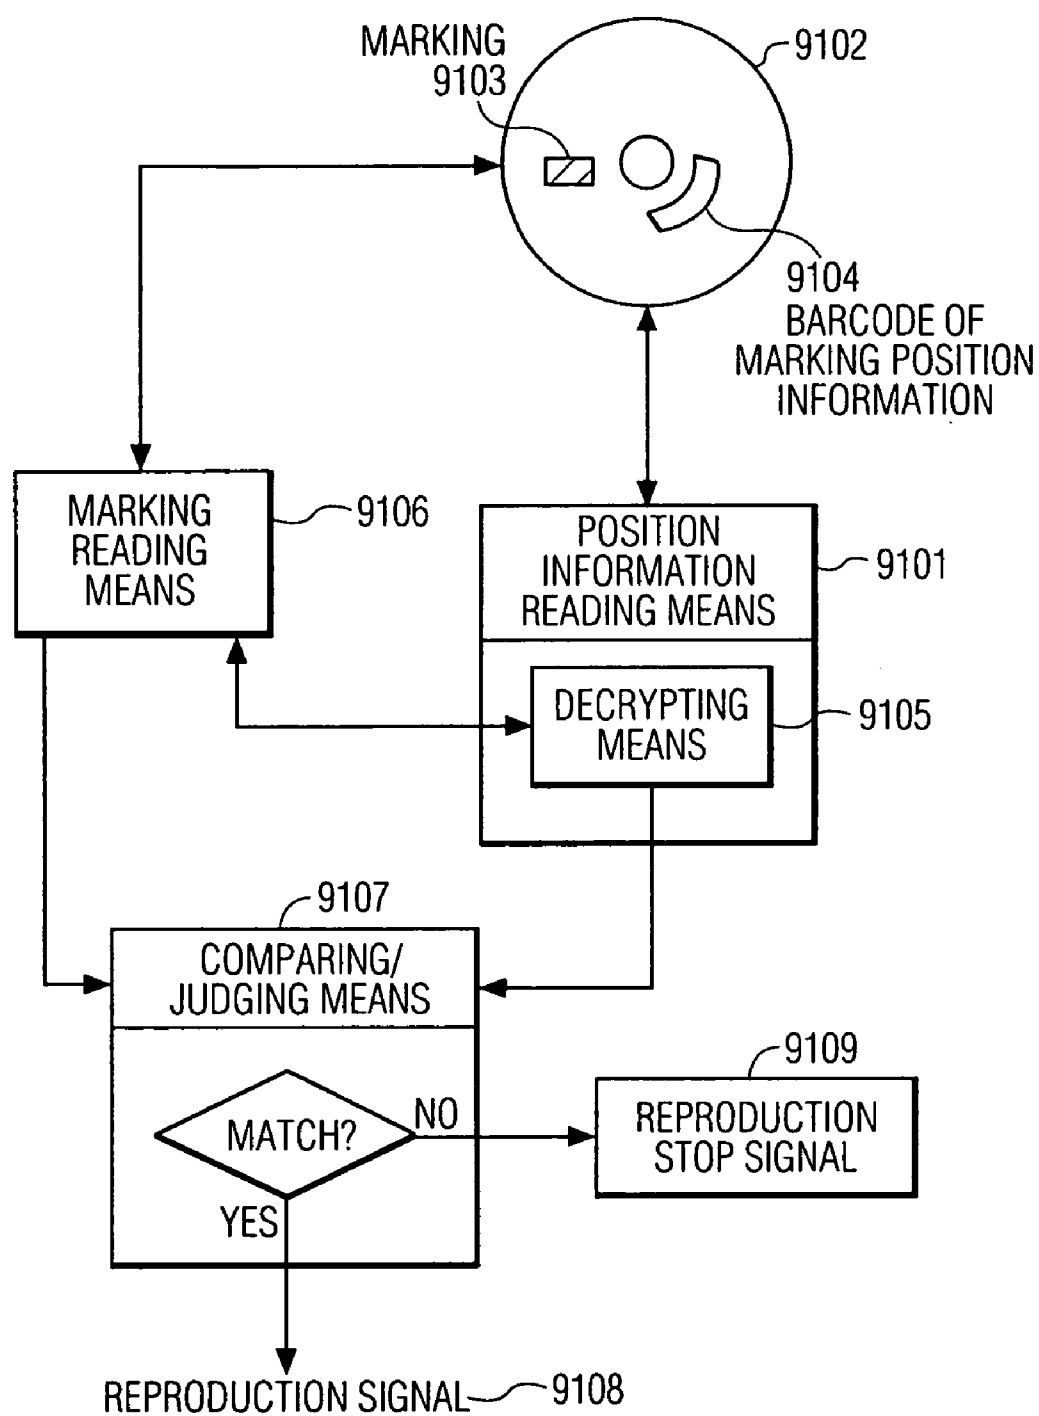 MARKING
9103
9102
9104
BARCODE OF
MARKING POSITION
INFORMATION
MARKING
READING
MEANS
9106
POSITION
INFORMATION
READING MEANS
9101
DECRYPTING
MEANS
9105
9107
COMPARING/
JUDGING MEANS
MATCH?
NO
YES
9109
REPRODUCTION
STOP SIGNAL
REPRODUCTION SIGNAL
9108